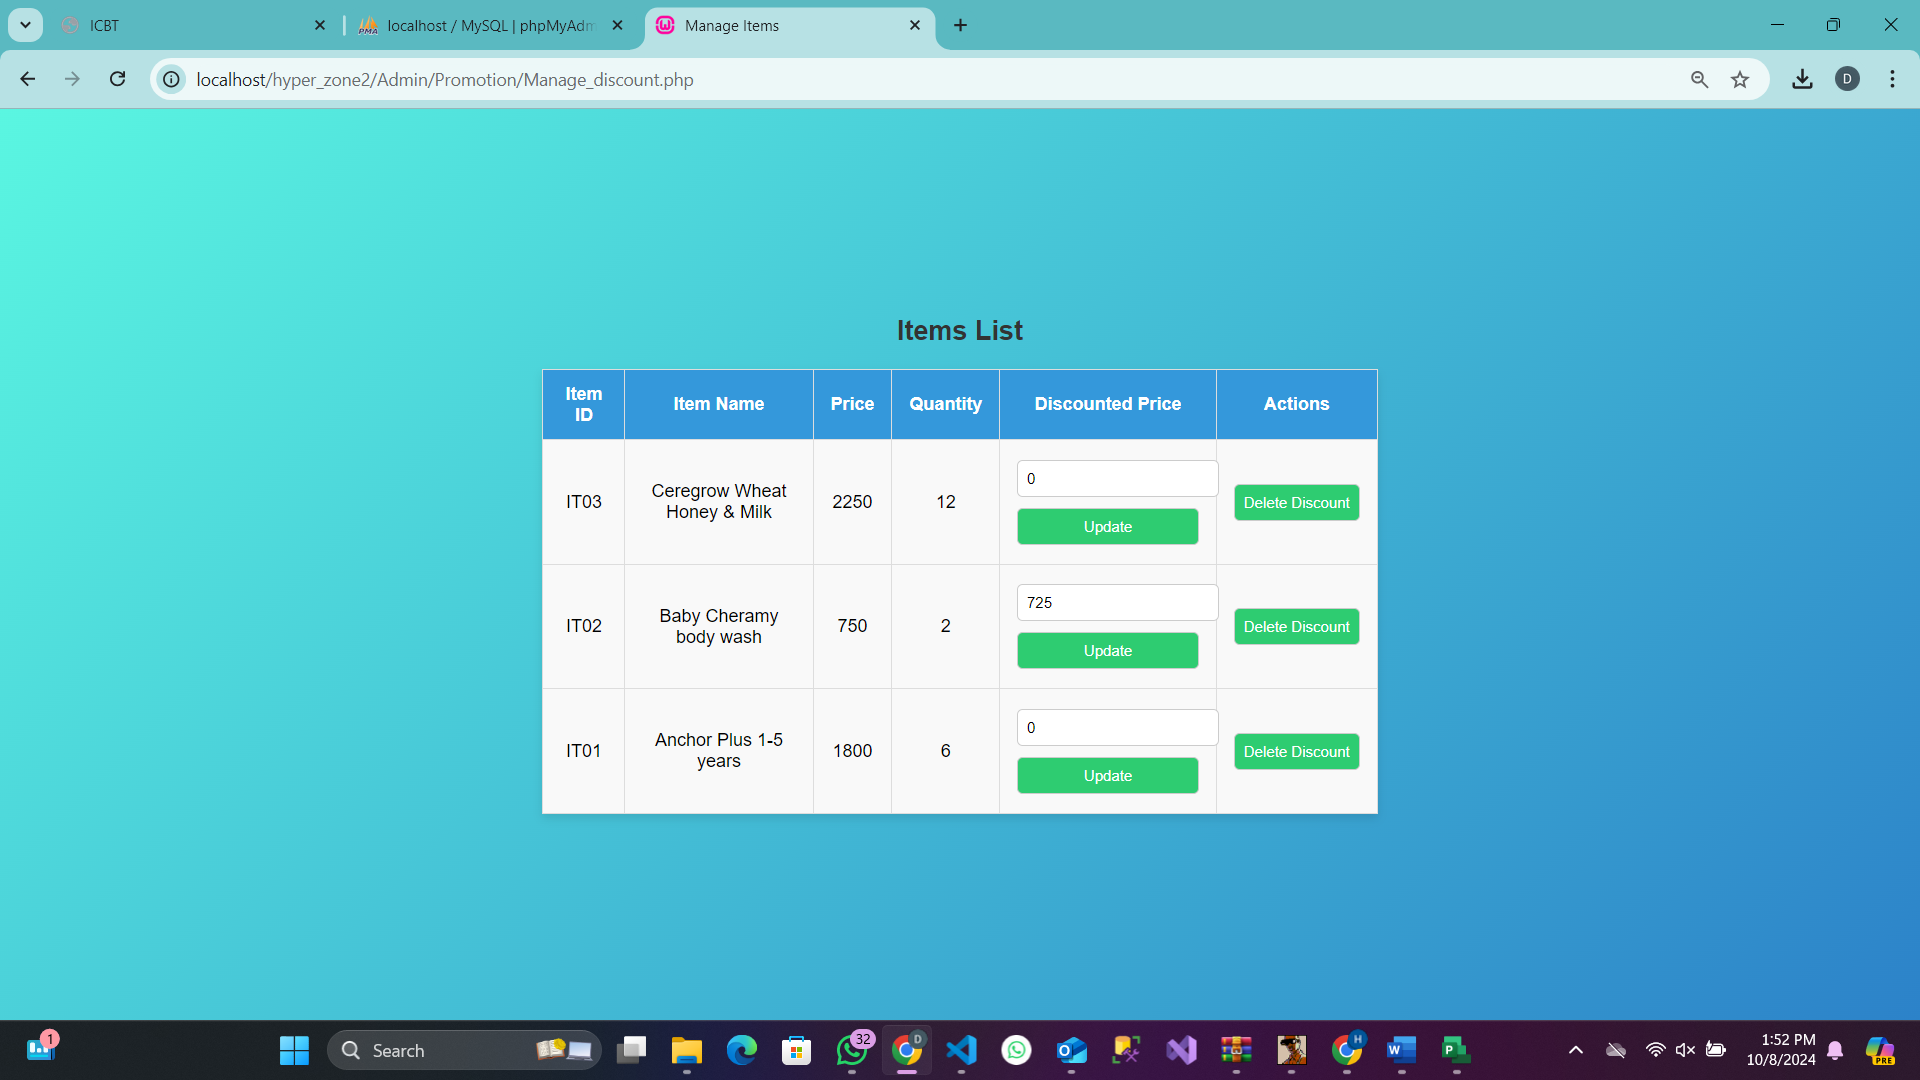 ICBT
localhost / MySQL | phpMyAdm
Manage Items
localhost/hyper_zone2/Admin/Promotion/Manage_discount.php
D
Items List
Item ID
Item Name
Price
Quantity
Discounted Price
Actions
IT03
Ceregrow Wheat
Honey & Milk
2250
12
0
Update
Delete Discount
IT02
Baby Cheramy
body wash
750
2
725
Update
Delete Discount
IT01
Anchor Plus 1-5
years
1800
6
0
Update
Delete Discount
1
Search
32
D
H
1:52 PM
10/8/2024
PRE